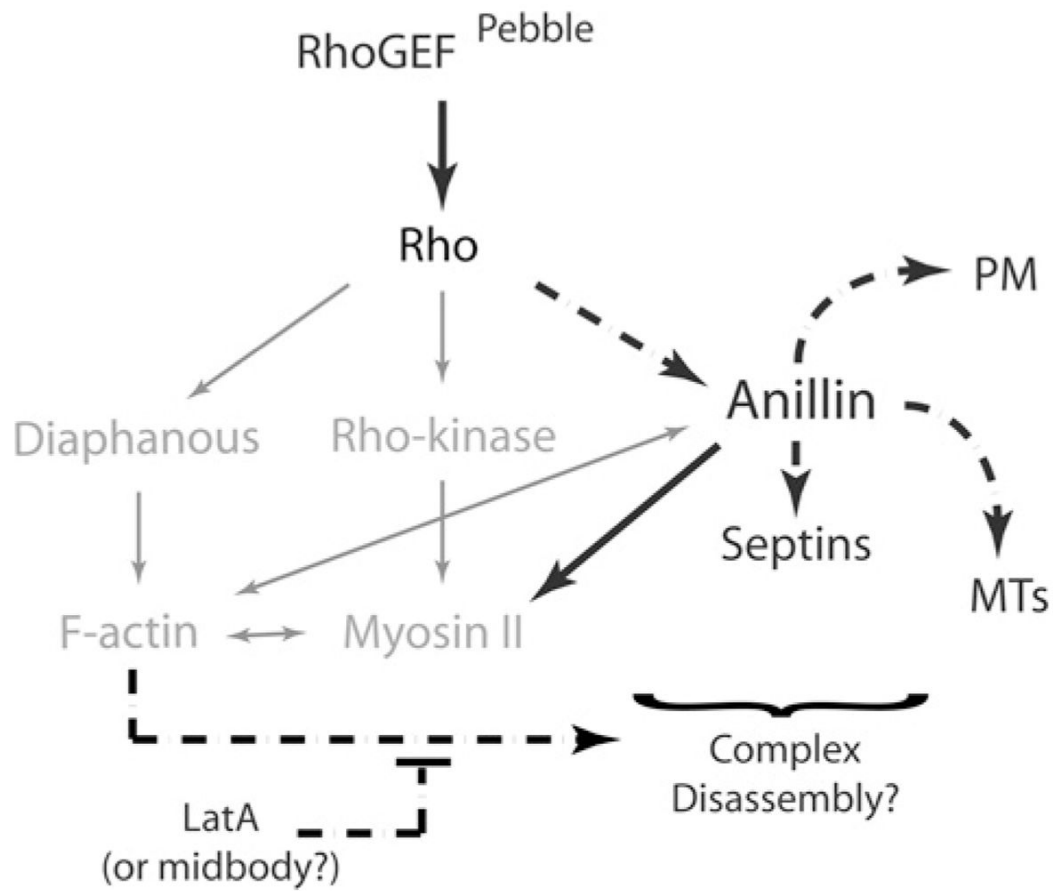 RhoGEF Pebble
Rho
PM
Anillin
Diaphanous
Rho-kinase
Septins
MTs
F-actin
Myosin II
Complex
Disassembly?
LatA
(or midbody?)